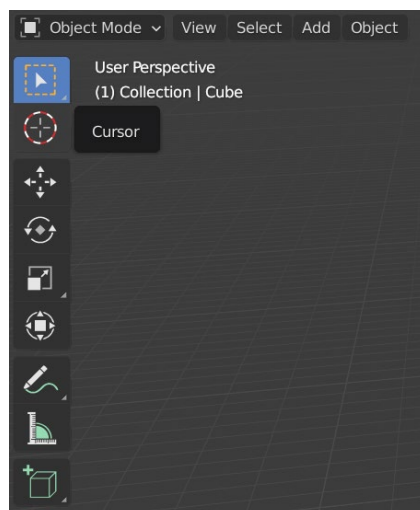 Object Mode View Select Add Object
User Perspective
(1) Collection | Cube
Cursor